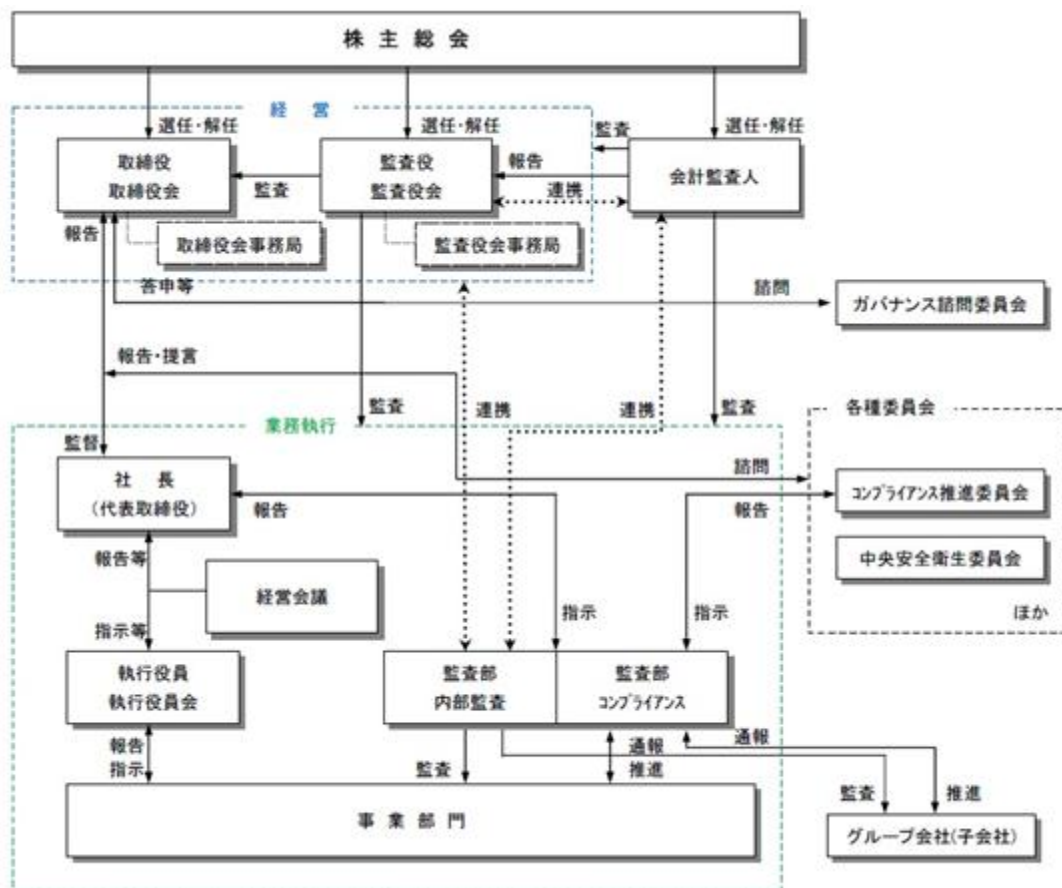 株主総会
経営
選任・解任
選任・解任
監査
選任・解任
取締役
取締役会
監査
監査役
監査役会
報告
連携
会計監査人
報告
取締役会事務局
監査役会事務局
答申等
諮問
ガバナンス諮問委員会
報告・提言
監査
連携
連携
監査
各種委員会
業務執行
監督
諮問
社長
(代表取締役)
報告
報告
コンプライアンス推進委員会
報告等
中央安全衛生委員会
経営会議
指示
指示
ほか
指示等
執行役員
執行役員会
監査部
内部監査
監査部
コンプライアンス
報告
指示
監査
通報
推進
通報
監査
推進
事業部門
グループ会社(子会社)